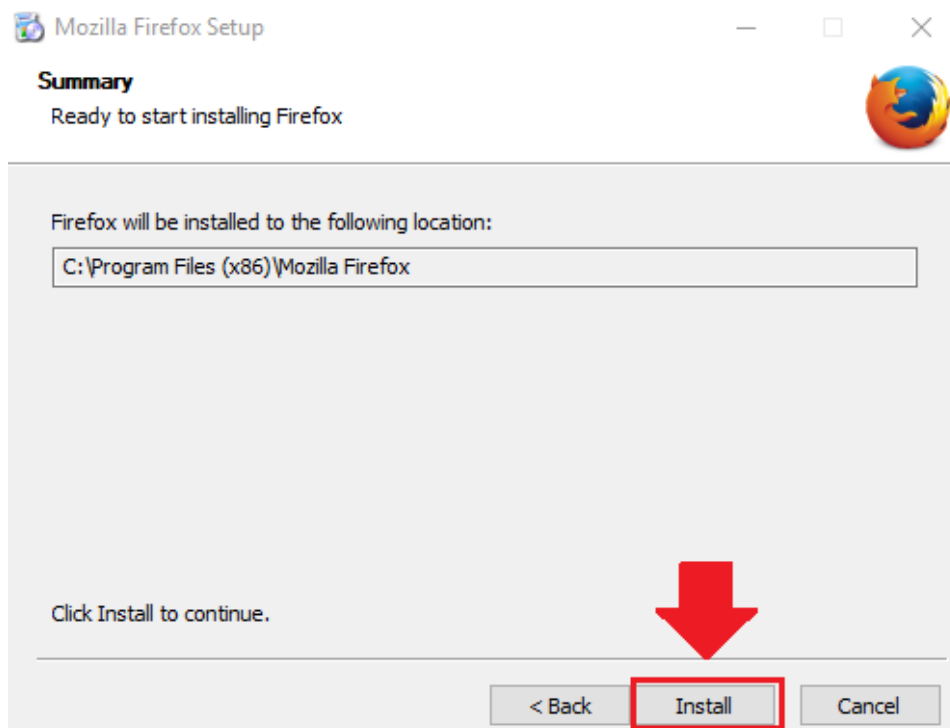 Mozilla Firefox Setup
Summary
Ready to start installing Firefox
Firefox will be installed to the following location:
C:\Program Files (x86)\Mozilla Firefox
Click Install to continue.
< Back Install Cancel